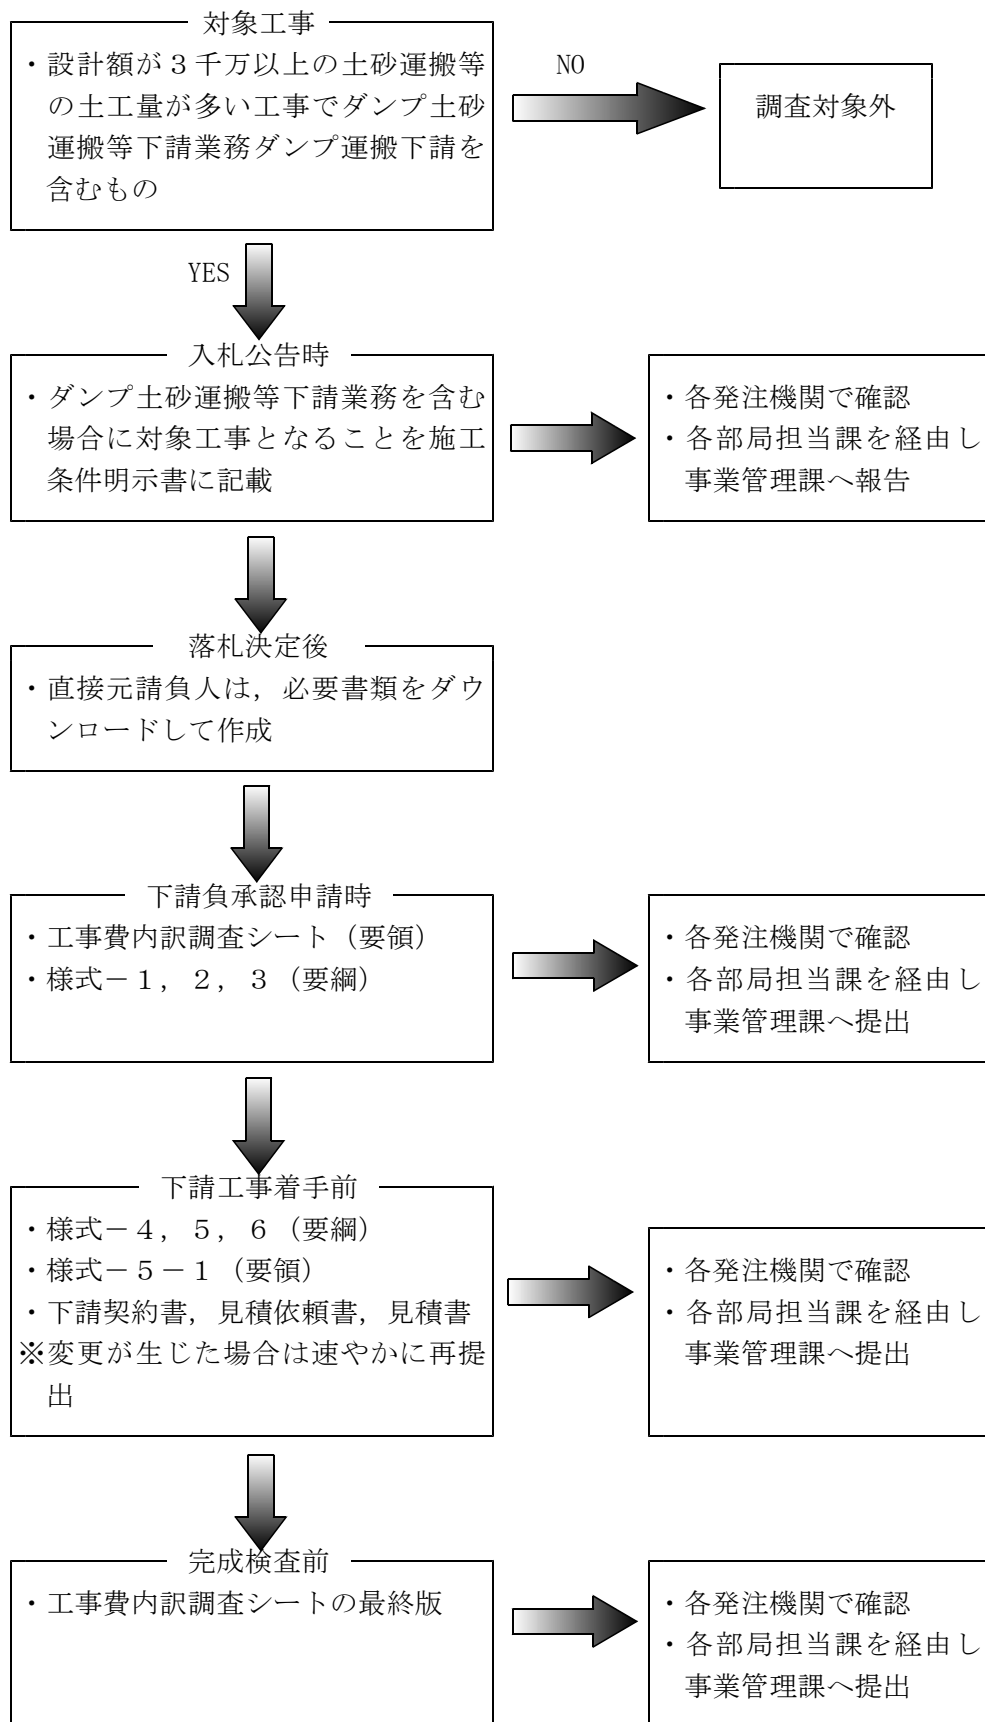 対象工事
・設計額が３千万以上の土砂運搬等
の土工量が多い工事でダンプ土砂
運搬等下請業務ダンプ運搬下請を
含むもの
NO
調査対象外
YES
入札公告時
・ダンプ土砂運搬等下請業務を含む
場合に対象工事となることを施工
条件明示書に記載
・各発注機関で確認
・各部局担当課を経由し
事業管理課へ報告
落札決定後
・直接元請負人は，必要書類をダウ
ンロードして作成
下請負承認申請時
・工事費内訳調査シート（要領）
・様式－１，２，３（要綱）
・各発注機関で確認
・各部局担当課を経由し
事業管理課へ提出
下請工事着手前
・様式－４，５，６（要綱）
・様式－５－１（要領）
・下請契約書，見積依頼書，見積書
※変更が生じた場合は速やかに再提
出
・各発注機関で確認
・各部局担当課を経由し
事業管理課へ提出
完成検査前
・工事費内訳調査シートの最終版
・各発注機関で確認
・各部局担当課を経由し
事業管理課へ提出